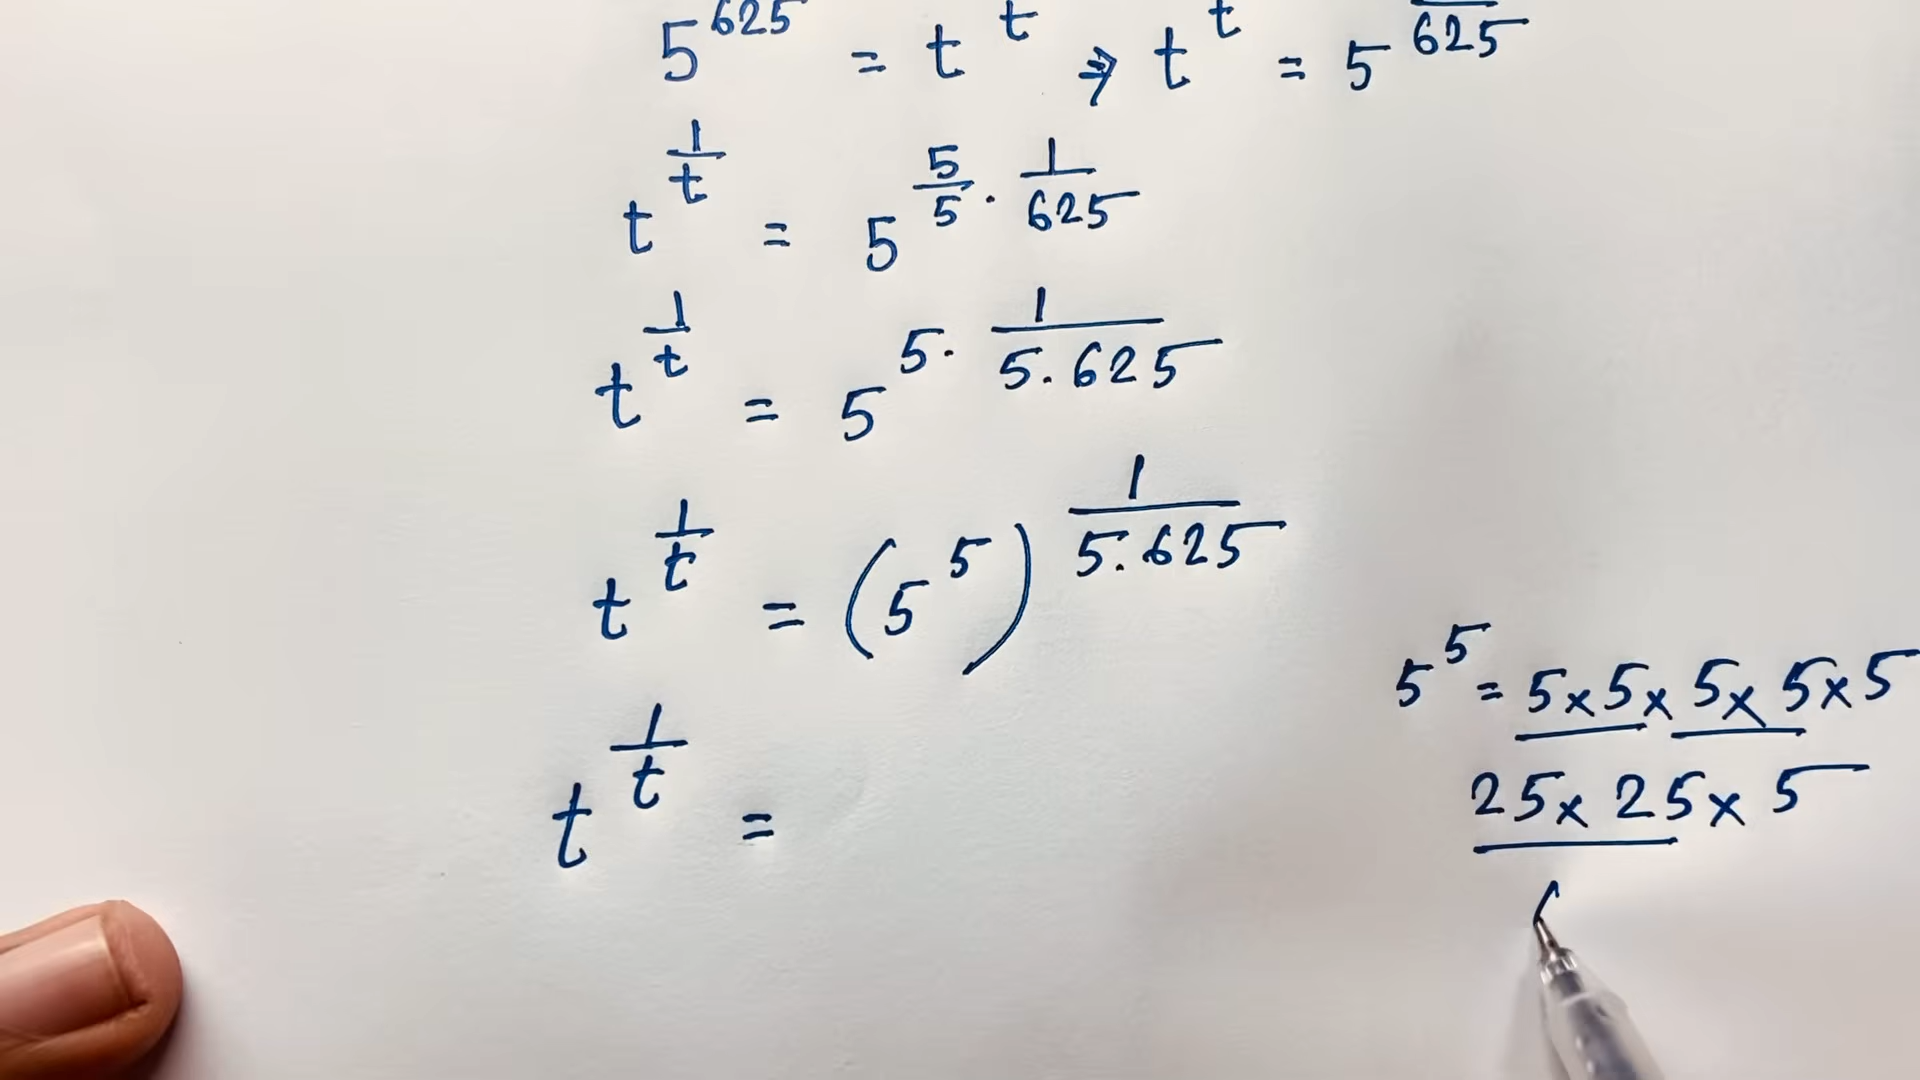 5^625 = t^t ⇒ t^t = 5^625
t^(1/t) = 5^(5/5 · 1/625)
t^(1/t) = 5^(5 · 1/(5.625))
t^(1/t) = (5^5)^(1/(5.625))
5^5 = 5×5×5×5×5
t^(1/t) =
25×25×5